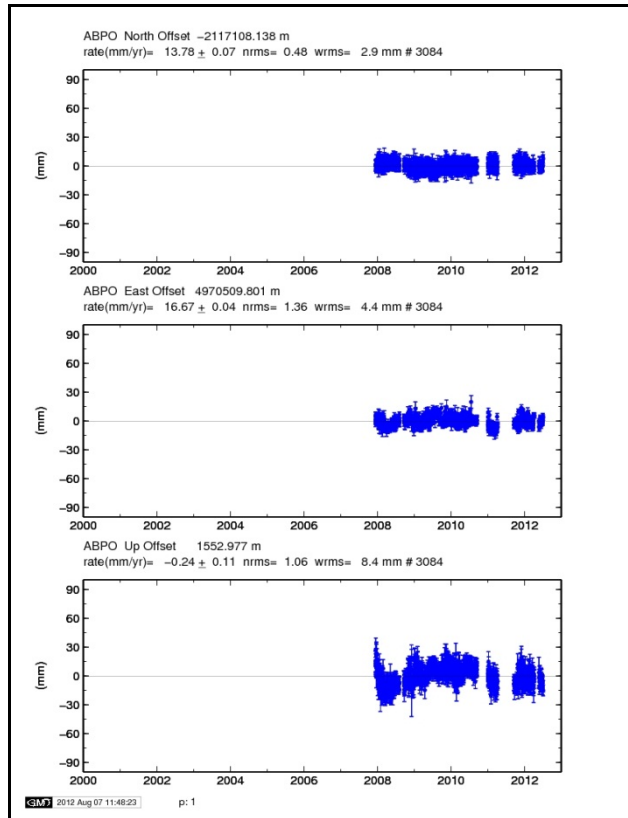 ABPO North Offset −2117108.138 m
rate(mm/yr)= 13.78 ± 0.07 nrms= 0.48 wrms= 2.9 mm # 3084
90
60
30
0
−30
−60
−90
(mm)
2000 2002 2004 2006 2008 2010 2012
ABPO East Offset 4970509.801 m
rate(mm/yr)= 16.67 ± 0.04 nrms= 1.36 wrms= 4.4 mm # 3084
90
60
30
0
−30
−60
−90
(mm)
2000 2002 2004 2006 2008 2010 2012
ABPO Up Offset 1552.977 m
rate(mm/yr)= −0.24 ± 0.11 nrms= 1.06 wrms= 8.4 mm # 3084
90
60
30
0
−30
−60
−90
(mm)
2000 2002 2004 2006 2008 2010 2012
GMT 2012 Aug 07 11:48:23 p: 1